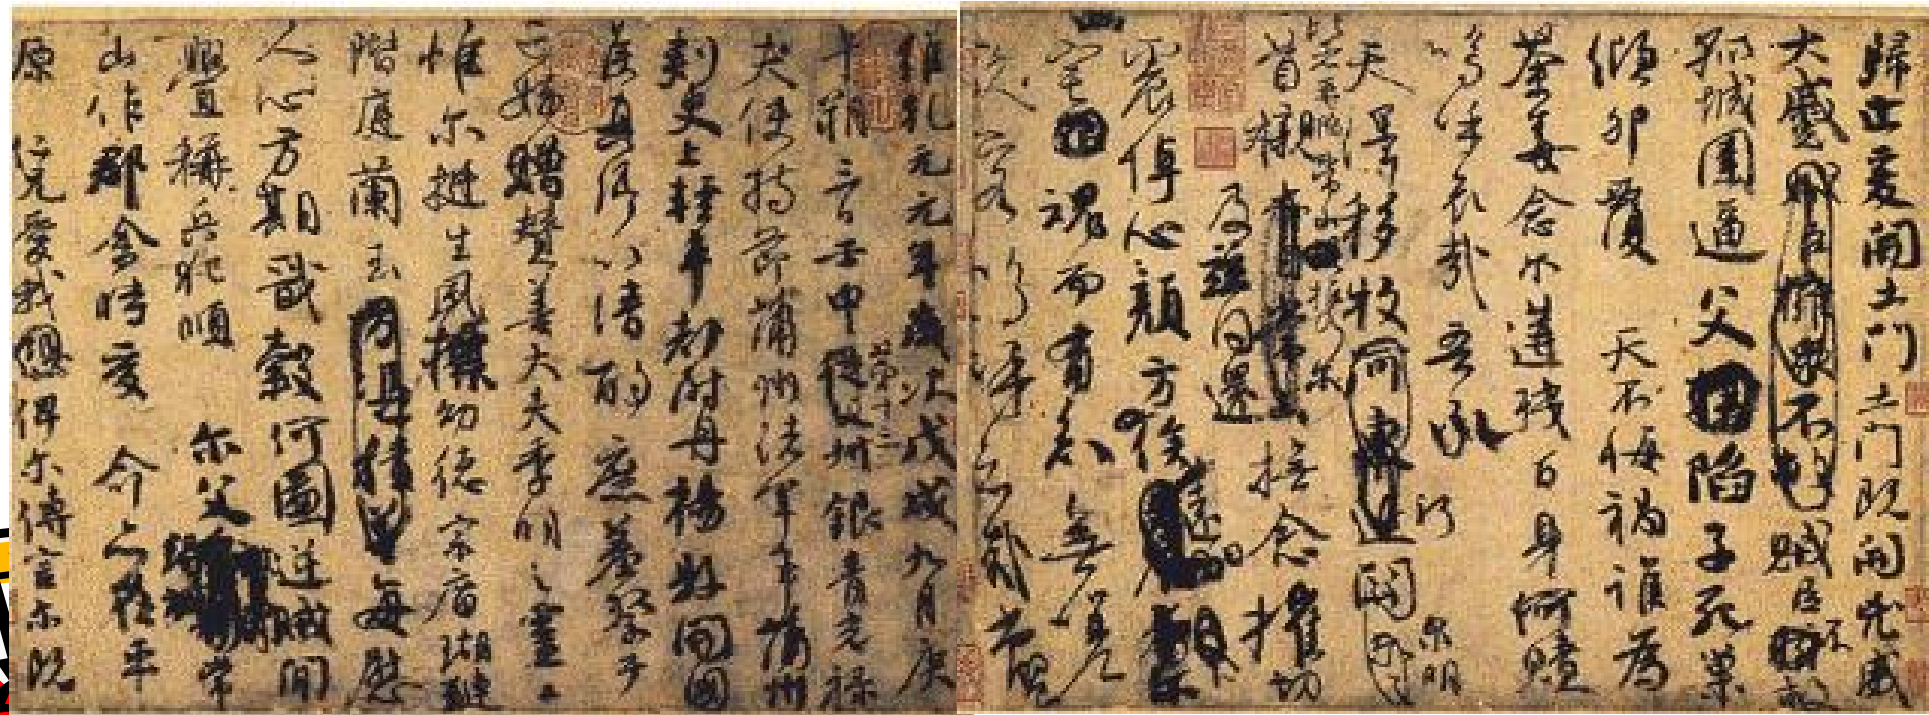 維乾元元年歲次戊戌九月庚
午朔三日壬申第十三從父銀青光祿
夫使持節蒲州諸軍事蒲州
刺史上輕車都尉丹楊縣開國
侯真卿以清酌庶羞祭于
亡姪贈贊善大夫季明之靈曰
惟爾挺生夙標幼德宗廟瑚璉
階庭蘭玉方憑積善每慰
人心方期戩穀何圖逆賊閒
釁稱兵犯順爾父竭誠常
山作郡余時受命亦在平
原仁兄愛我俾爾傳言爾既
歸止爰開土門土門既開凶威
大蹙賊臣不救
孤城圍逼父陷子死巢
傾卵覆天不悔禍誰為
荼毒念爾遘殘百身何贖
嗚乎哀哉吾承
天澤移牧河關爾明
比者再陷常山攜爾
首櫬及茲同還
撫念摧切
震悼心顏方俟遠日
爾幽宅魂而有知無嗟
久客嗚呼哀哉尚饗